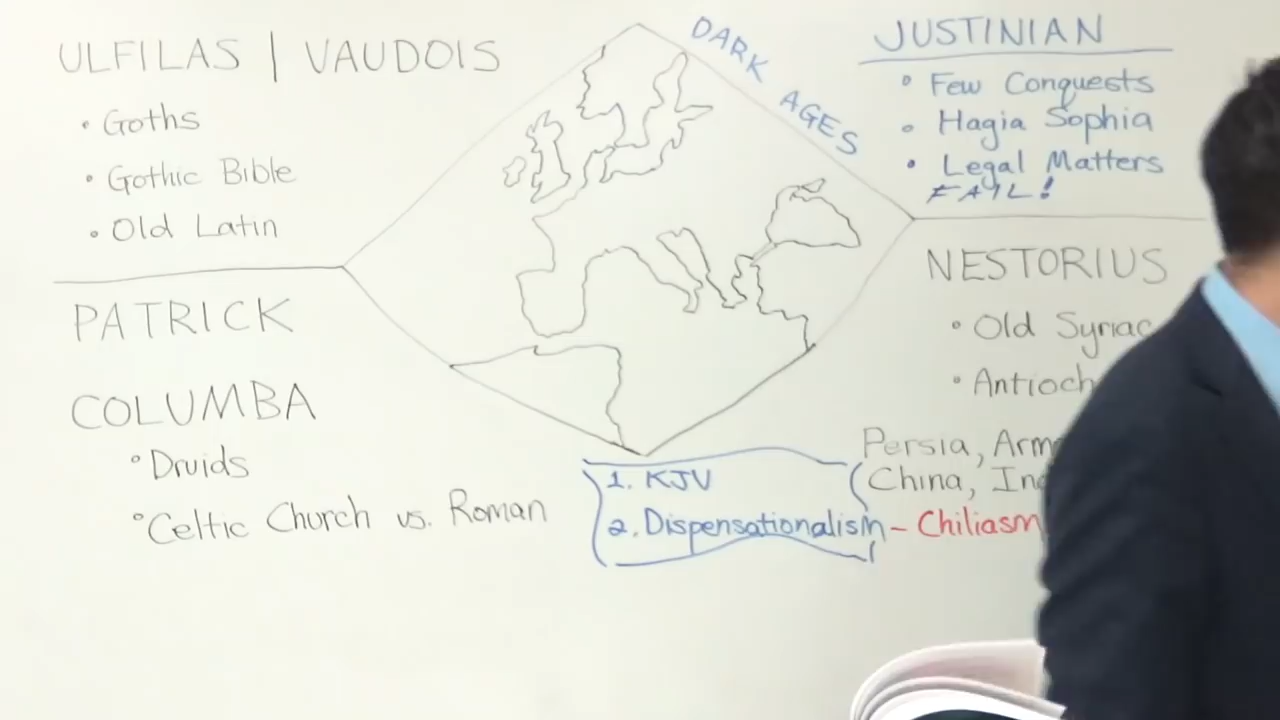 ULFILAS | VAUDOIS
• Goths
• Gothic Bible
• Old Latin
PATRICK
COLUMBA
• Druids
• Celtic Church vs. Roman
DARK AGES
JUSTINIAN
• Few Conquests
• Hagia Sophia
• Legal Matters
FAIL!
NESTORIUS
• Old Syriac
• Antioch
Persia,
(China,
1. KJV
2. Dispensationalism - Chiliasm